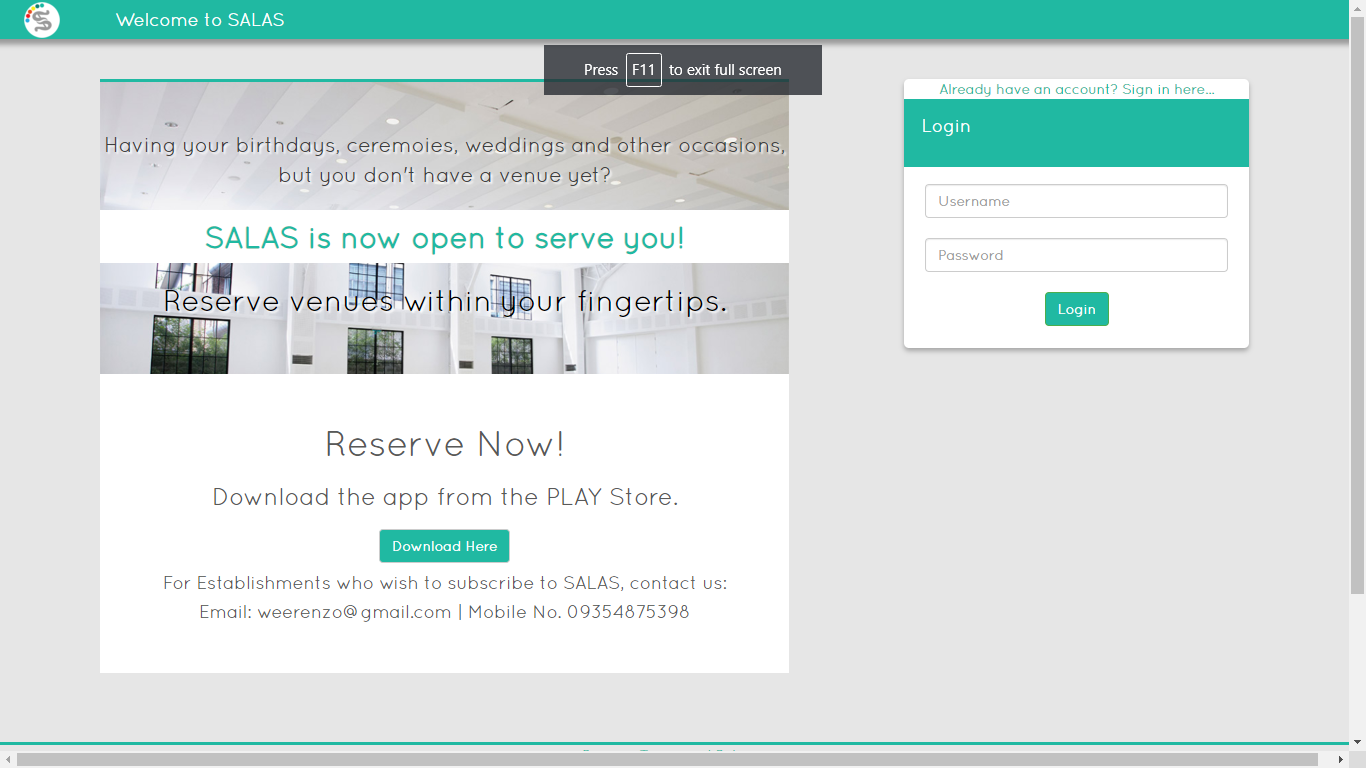 Welcome to SALAS
Press F11 to exit full screen
Having your birthdays, ceremoies, weddings and other occasions,
but you don't have a venue yet?
SALAS is now open to serve you!
Reserve venues within your fingertips.
Reserve Now!
Download the app from the PLAY Store.
Download Here
For Establishments who wish to subscribe to SALAS, contact us:
Email: weerenzo@gmail.com | Mobile No. 09354875398
Already have an account? Sign in here...
Login
Username
Password
Login